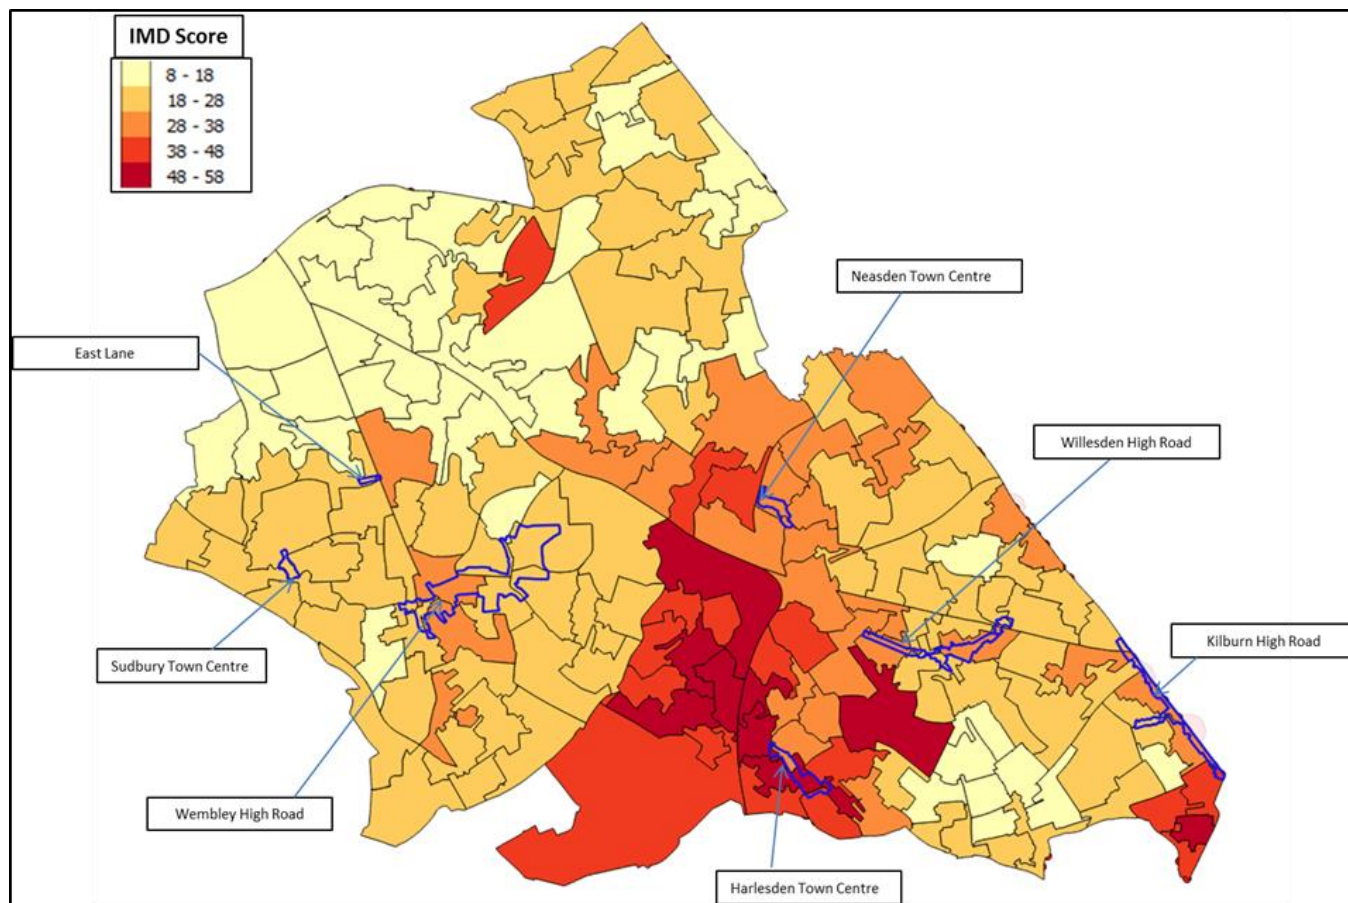 IMD Score
8 - 18
18 - 28
28 - 38
38 - 48
48 - 58
Neasden Town Centre
East Lane
Willesden High Road
Kilburn High Road
Sudbury Town Centre
Wembley High Road
Harlesden Town Centre